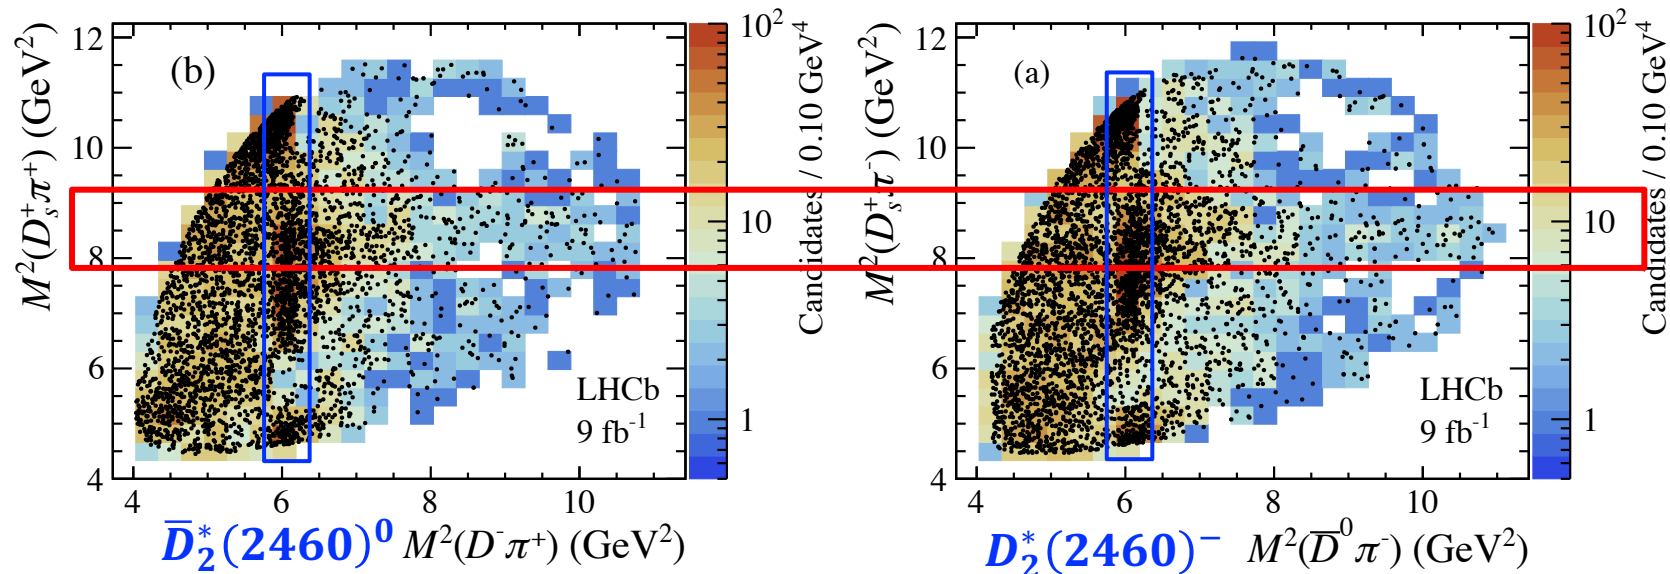 (b)
M²(Dₛ⁺π⁺) (GeV²)
12
10
8
6
4
4 6 8 10
LHCb
9 fb⁻¹
D̅₂*(2460)⁰ M²(D⁻π⁺) (GeV²)
10²
10
1
Candidates / 0.10 GeV⁴
(a)
M²(Dₛ⁺π⁻) (GeV²)
12
10
8
6
4
4 6 8 10
LHCb
9 fb⁻¹
D₂*(2460)⁻ M²(D̅⁰π⁻) (GeV²)
10²
10
1
Candidates / 0.10 GeV⁴